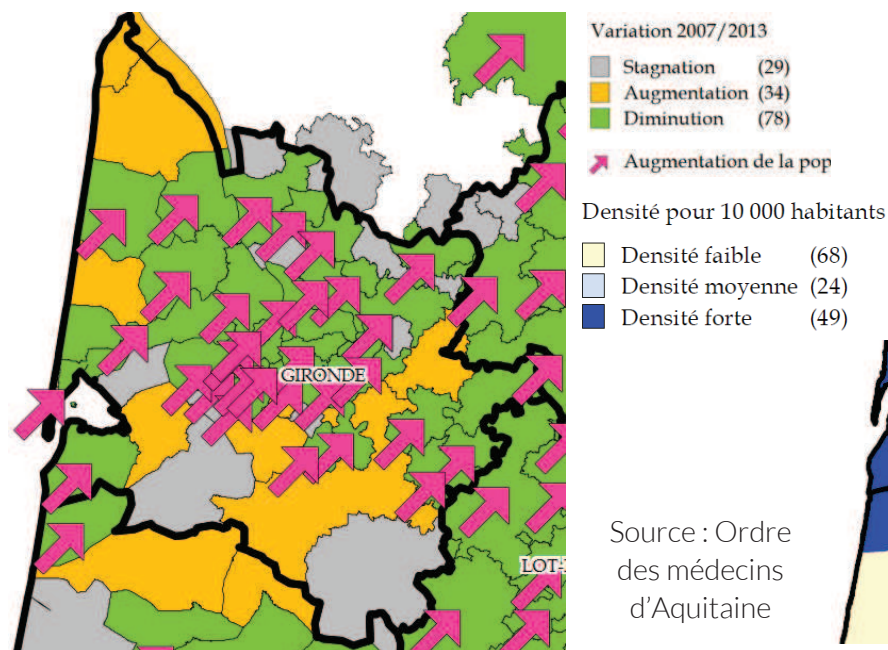 Variation 2007/2013
Stagnation (29)
Augmentation (34)
Diminution (78)
Augmentation de la pop
Densité pour 10 000 habitants
Densité faible (68)
Densité moyenne (24)
Densité forte (49)
GIRONDE
Source : Ordre
des médecins
d'Aquitaine
LOT-